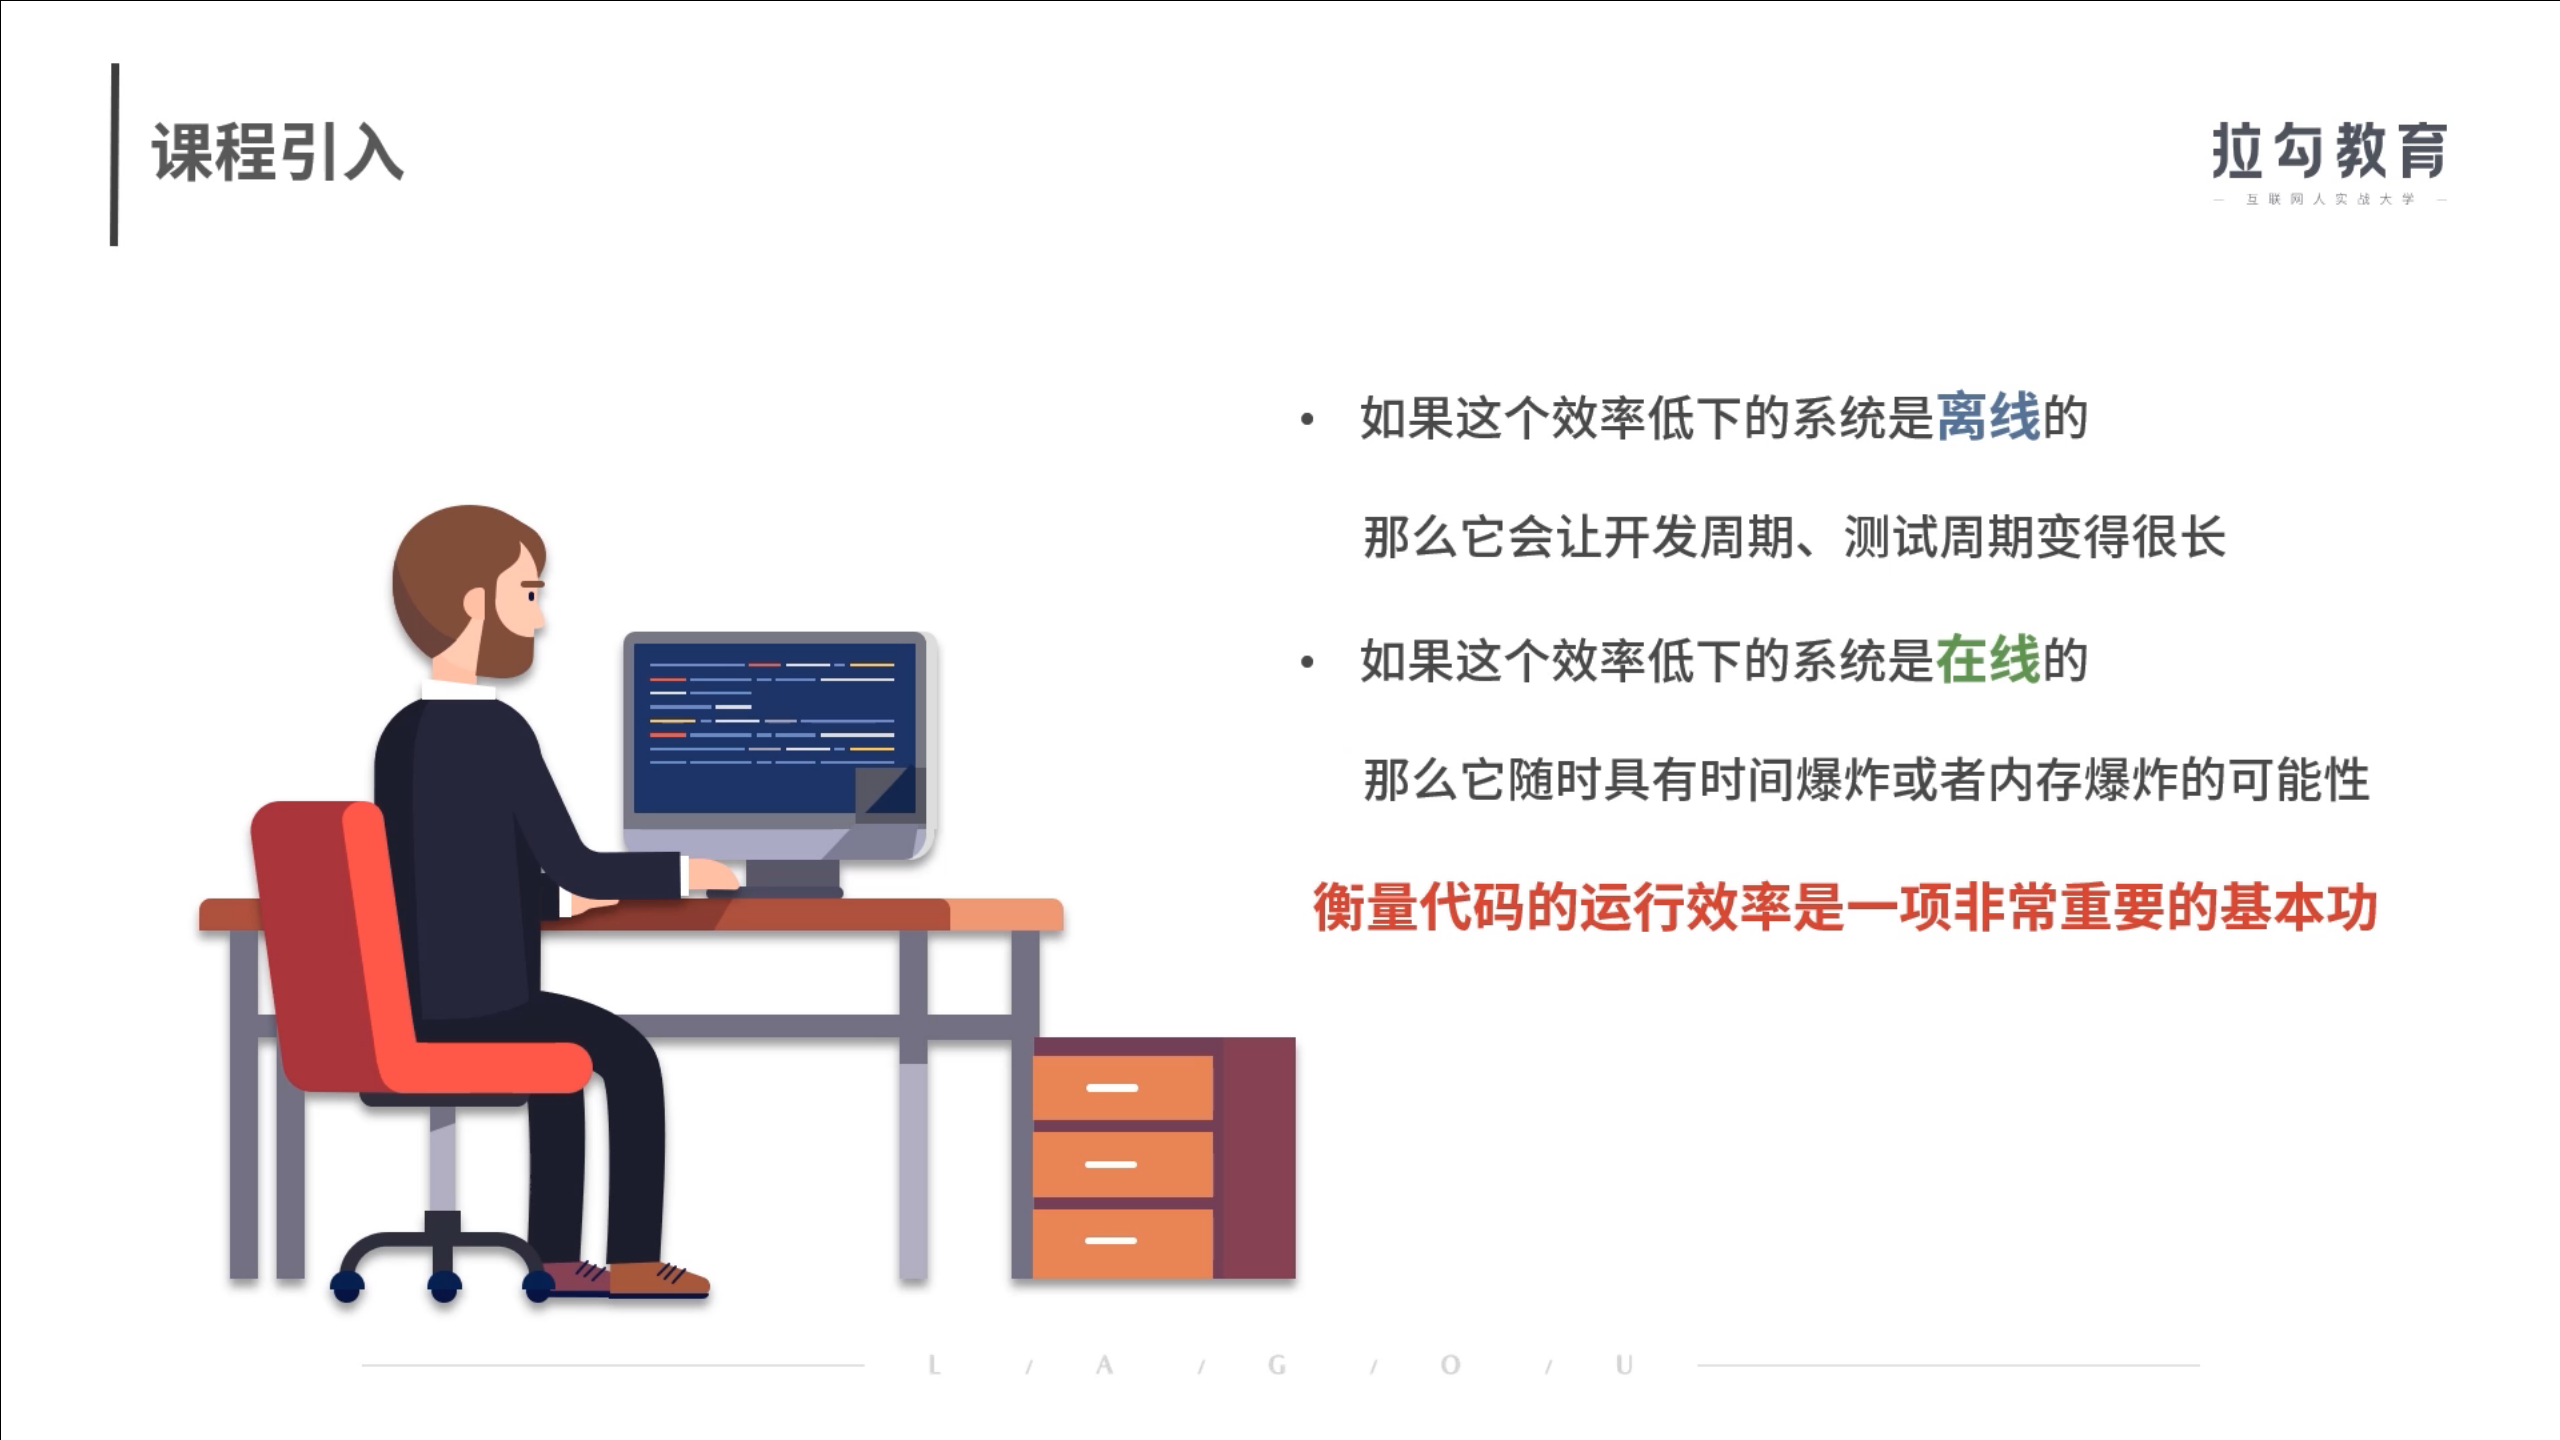 课程引入
拉勾教育
— 互联网人实战大学 —
• 如果这个效率低下的系统是离线的
那么它会让开发周期、测试周期变得很长
• 如果这个效率低下的系统是在线的
那么它随时具有时间爆炸或者内存爆炸的可能性
衡量代码的运行效率是一项非常重要的基本功
L / A / G / O / U